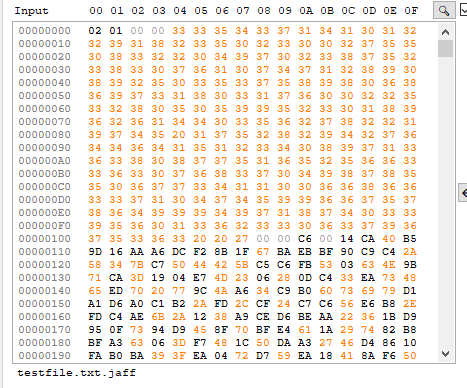 Input 00 01 02 03 04 05 06 07 08 09 0A 0B 0C 0D 0E 0F
00000000 02 01 00 00 33 33 35 34 33 37 31 34 31 30 31 32
00000010 32 39 31 38 32 33 35 30 32 33 30 30 32 37 35 35
00000020 30 38 33 32 32 30 34 39 37 30 32 33 38 37 35 32
00000030 33 38 33 30 37 36 31 30 37 34 37 31 32 38 39 30
00000040 38 39 32 35 30 33 35 33 37 35 38 39 38 30 36 38
00000050 36 39 37 33 31 38 30 33 31 37 36 30 30 32 32 35
00000060 33 32 38 30 35 30 35 39 39 35 32 33 30 31 38 39
00000070 36 32 36 31 34 34 30 33 35 36 32 37 38 32 32 31
00000080 39 37 34 35 20 31 37 35 32 38 32 39 34 32 37 36
00000090 34 34 36 34 31 35 31 32 33 34 30 38 39 37 31 33
000000A0 36 33 38 30 38 37 37 35 31 36 35 32 35 36 36 33
000000B0 33 36 33 30 37 36 38 33 37 30 34 39 38 37 38 35
000000C0 35 30 36 37 37 33 34 31 31 30 30 36 36 38 36 36
000000D0 33 33 37 31 30 34 37 34 35 39 39 33 36 36 35 37
000000E0 38 36 34 39 39 39 34 39 37 31 38 37 34 30 33 33
000000F0 39 35 36 30 31 33 36 32 33 33 30 36 33 37 39 36
00000100 37 35 33 36 33 20 20 27 00 00 C6 00 14 CA 40 B5
00000110 9D 16 AA A6 DC F2 8B 1F 67 BA EB BF 90 C9 C4 2A
00000120 58 34 7B C7 50 44 42 5B C5 C6 FB 53 03 63 4E 9B
00000130 71 CA 3D 19 04 E7 4D 23 06 28 0D C4 33 EA 73 48
00000140 65 ED 70 20 77 9C 4A A6 34 C9 B0 60 73 69 79 D1
00000150 A1 D6 A0 C1 B2 2A FD 2C CF 24 C7 C6 56 E6 B8 2E
00000160 FD C4 AE 6B 2A 12 38 A9 CE D6 BE AA 22 36 1B D9
00000170 95 0F 73 94 D9 45 8F 70 BF E4 61 1A 29 74 82 B8
00000180 BF A3 63 06 3D F7 48 1C 50 DA A3 27 46 D4 86 10
00000190 FA B0 BA 39 3F EA 04 72 D7 59 EA 18 41 8A F6 50
testfile.txt.jaff